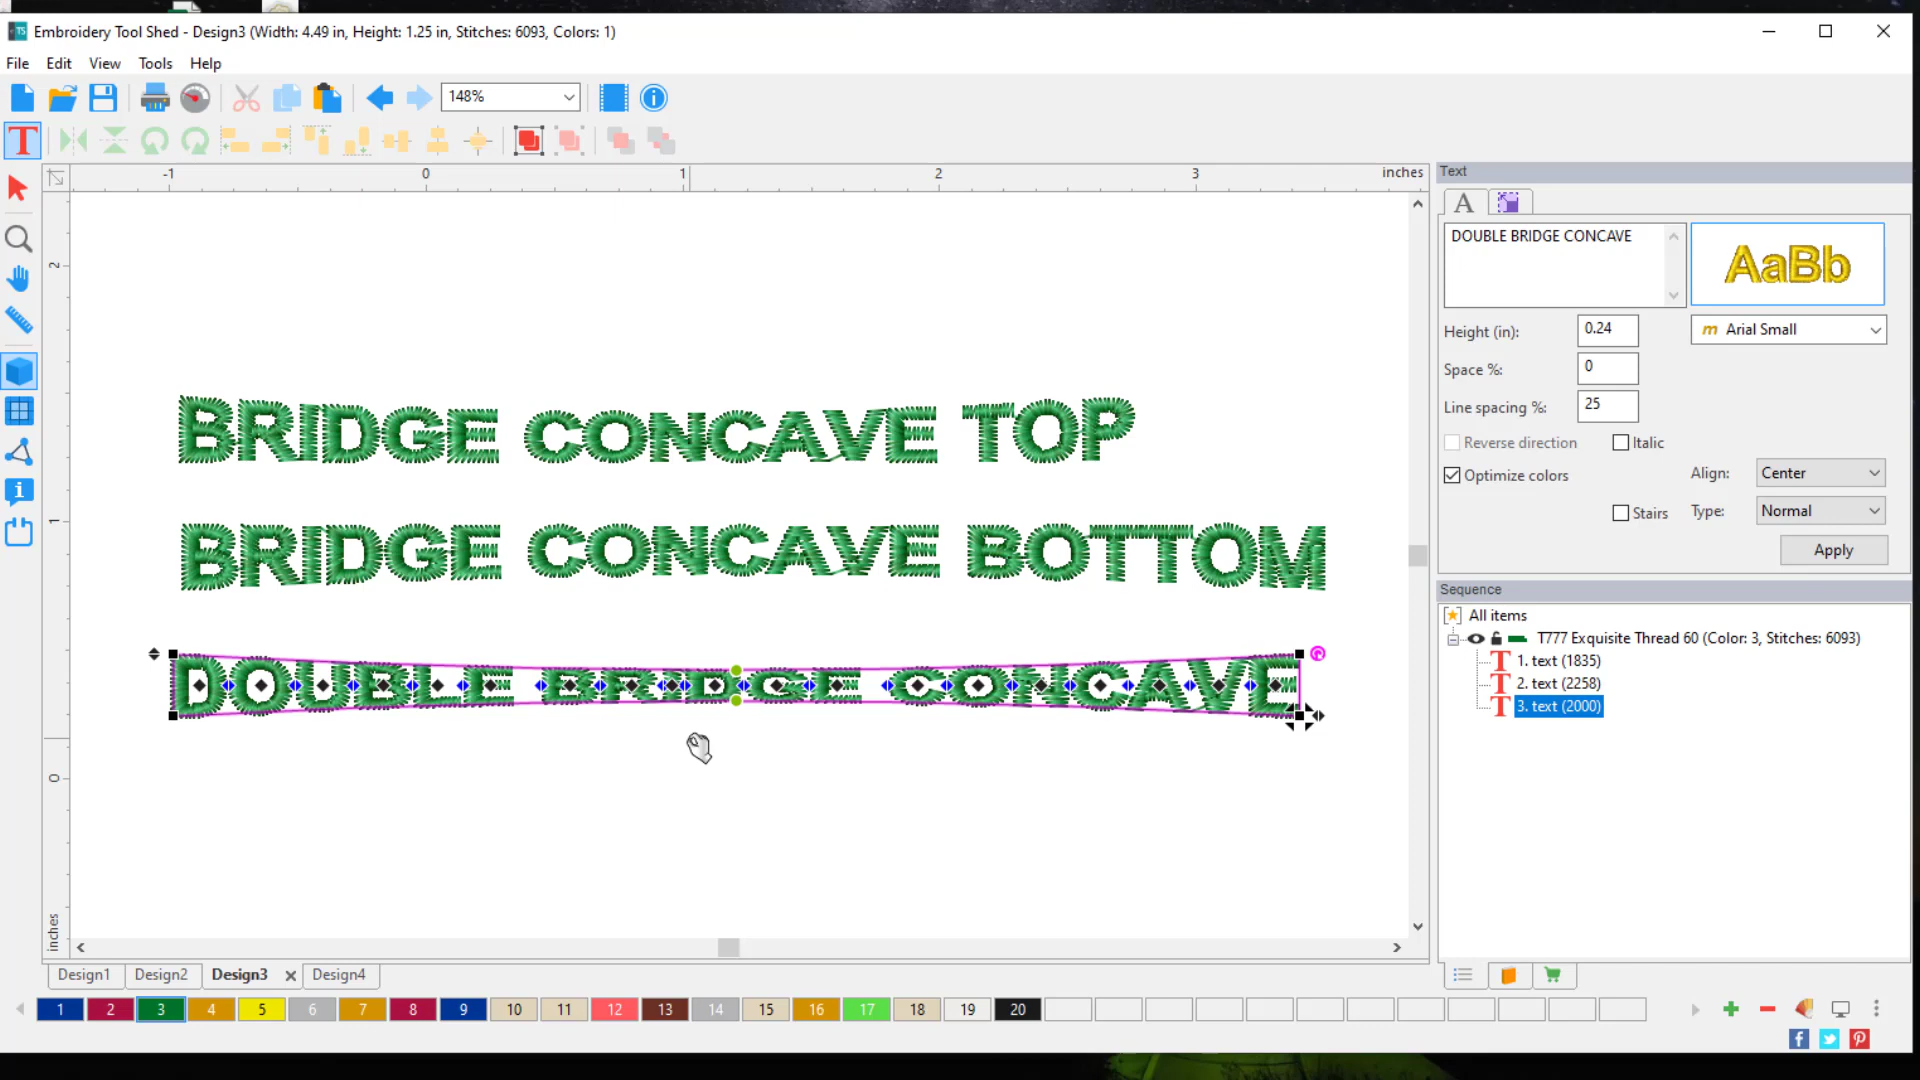 Embroidery Tool Shed - Design3 (Width: 4.49 in, Height: 1.25 in, Stitches: 6093, Colors: 1)
File Edit View Tools Help
148%
-1 0 1 2 3 inches
2
1
0
inches
BRIDGE CONCAVE TOP
BRIDGE CONCAVE BOTTOM
DOUBLE BRIDGE CONCAVE
Text
A
DOUBLE BRIDGE CONCAVE
AaBb
Height (in): 0.24
m Arial Small
Space %: 0
Line spacing %: 25
Reverse direction Italic
Optimize colors Align: Center
Stairs Type: Normal
Apply
Sequence
All items
T777 Exquisite Thread 60 (Color: 3, Stitches: 6093)
1. text (1835)
2. text (2258)
3. text (2000)
Design1 Design2 Design3 Design4
1 2 3 4 5 6 7 8 9 10 11 12 13 14 15 16 17 18 19 20